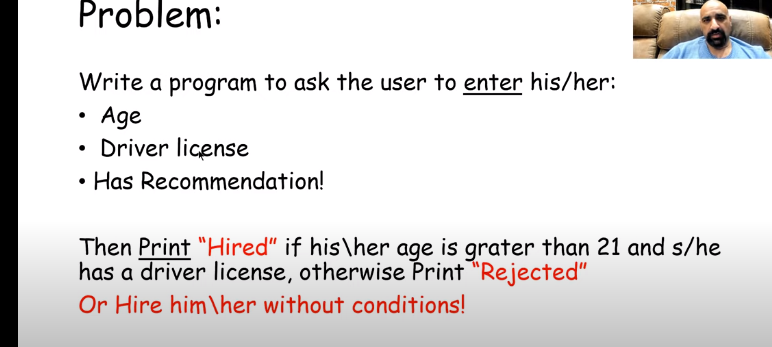 Problem:
Write a program to ask the user to enter his/her:
• Age
• Driver license
• Has Recommendation!
Then Print “Hired” if his\her age is grater than 21 and s/he
has a driver license, otherwise Print “Rejected”
Or Hire him\her without conditions!